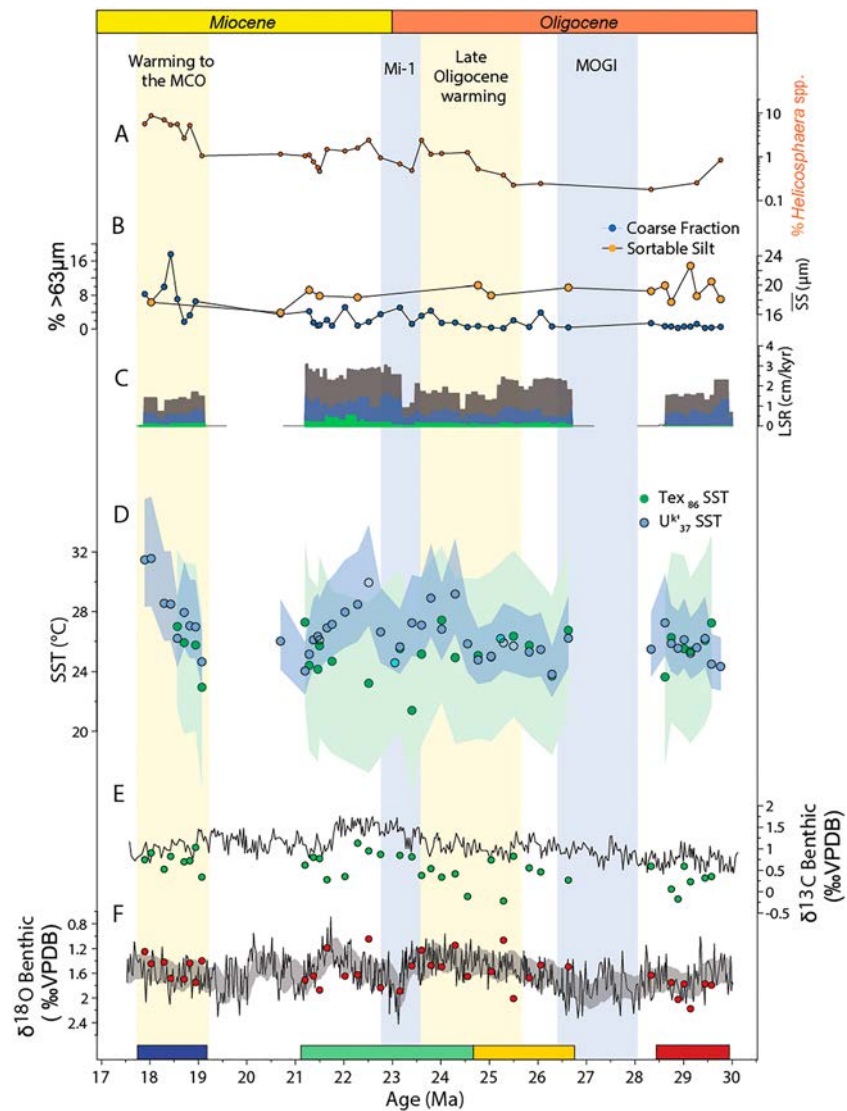 Miocene
Oligocene
Warming to
the MCO
Mi-1
Late
Oligocene
warming
MOGI
A
10
1
0.1
% Helicosphaera spp.
B
Coarse Fraction
Sortable Silt
% >63μm
16
8
0
24
20
16
SS (μm)
C
4
3
2
1
0
LSR (cm/kyr)
D
Tex 86 SST
Uk' 37 SST
SST (°C)
32
28
24
20
E
2
1.5
1
0.5
0
-0.5
δ13C Benthic
(‰VPDB)
F
δ18O Benthic
( ‰VPDB)
0.8
1.2
1.6
2
2.4
17 18 19 21 22 23 24 25 26 28 29 30
Age (Ma)